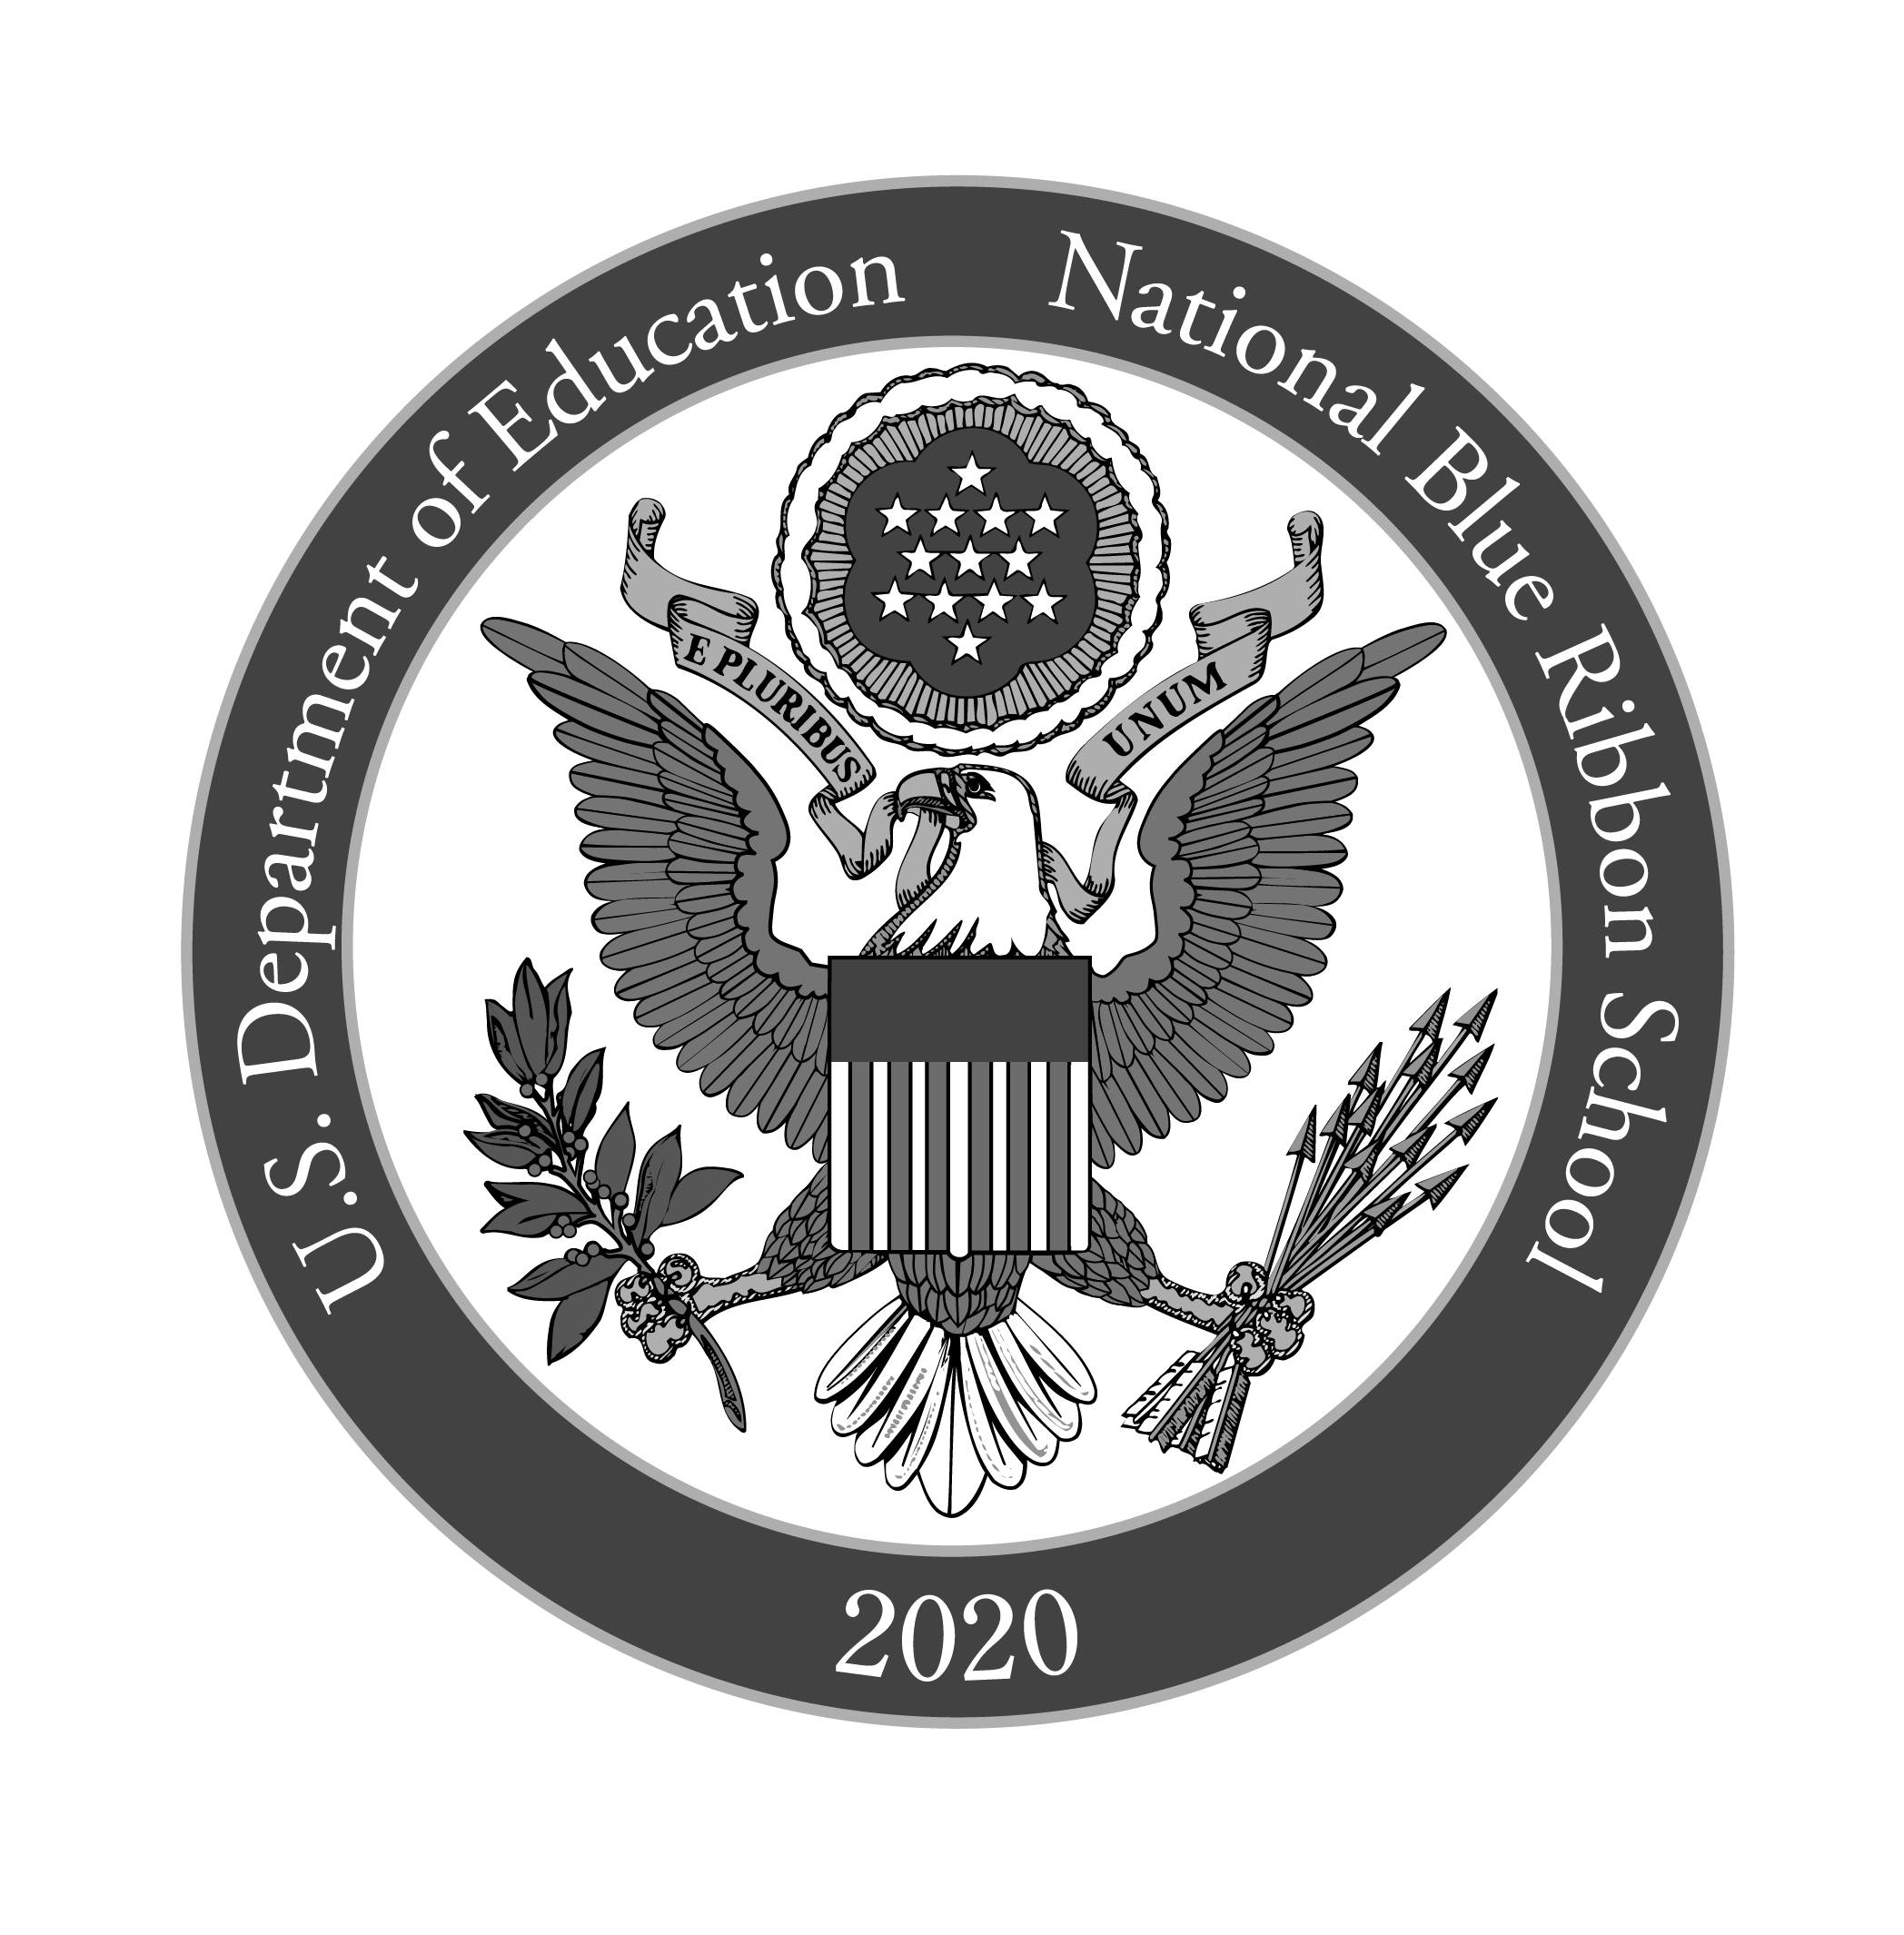 U.S. Department of Education National Blue Ribbon School
E PLURIBUS UNUM
2020